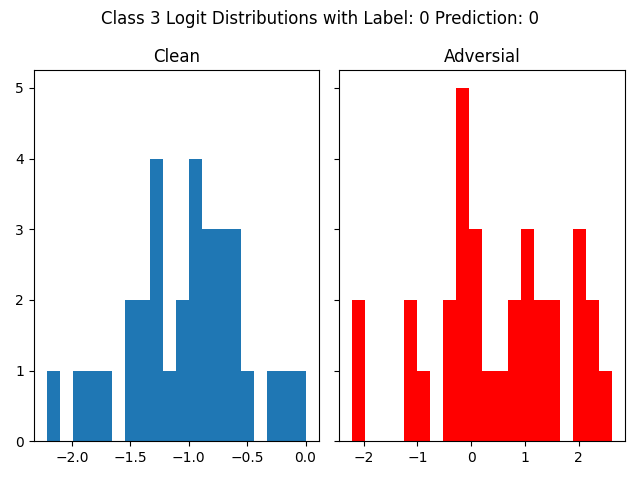 Class 3 Logit Distributions with Label: 0 Prediction: 0
Clean
Adversial
5
4
3
2
1
0
−2.0 −1.5 −1.0 −0.5 0.0
−2 −1 0 1 2